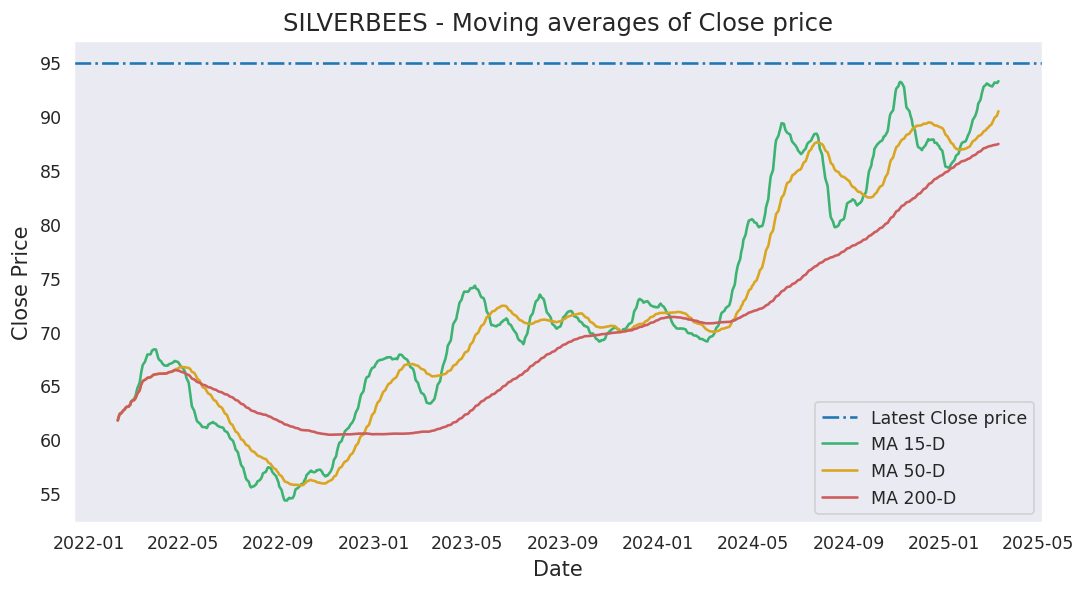 SILVERBEES - Moving averages of Close price
Close Price
95
90
85
80
75
70
65
60
55
Latest Close price
MA 15-D
MA 50-D
MA 200-D
2022-01 2022-05 2022-09 2023-01 2023-05 2023-09 2024-01 2024-05 2024-09 2025-01 2025-05
Date